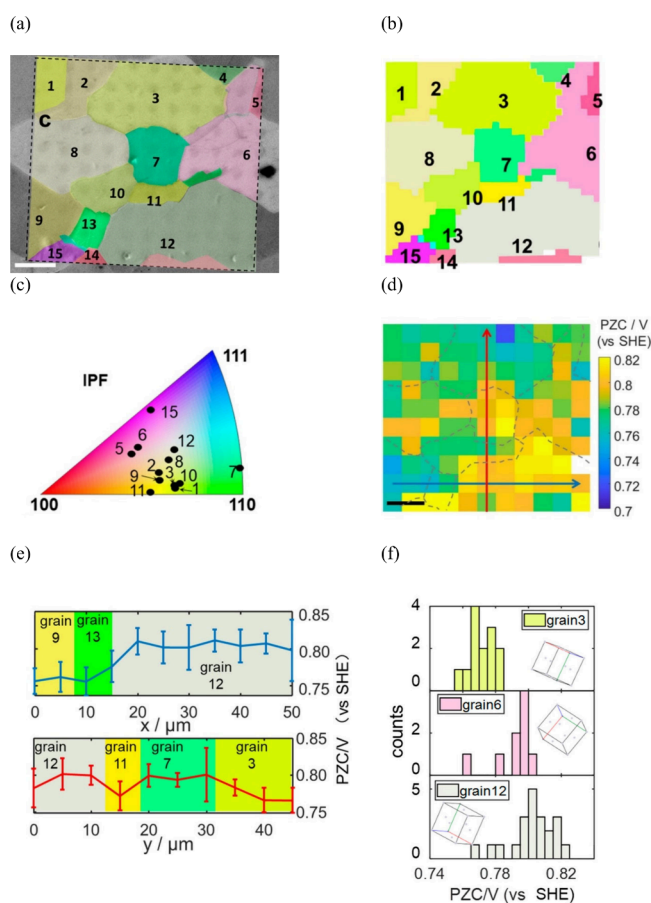 (a)
(b)
1
2
3
4
5
C
8
7
6
10
11
9
13
12
15
14
1
2
3
4
5
8
7
6
10
11
9
13
12
15
14
(c)
(d)
IPF
111
15
6
5
12
8
2
3
9
10
7
11
1
100
110
PZC / V
(vs SHE)
0.82
0.8
0.78
0.76
0.74
0.72
0.7
(e)
(f)
grain
9
grain
13
grain
12
0.85
0.80
0.75
0 10 20 30 40 50
x / μm
grain
12
grain
11
grain
7
grain
3
0.85
0.80
0.75
0 10 20 30 40
y / μm
PZC/V (vs SHE)
4
2
0
grain3
4
2
0
grain6
5
0
grain12
counts
0.74 0.78 0.82
PZC/V (vs SHE)